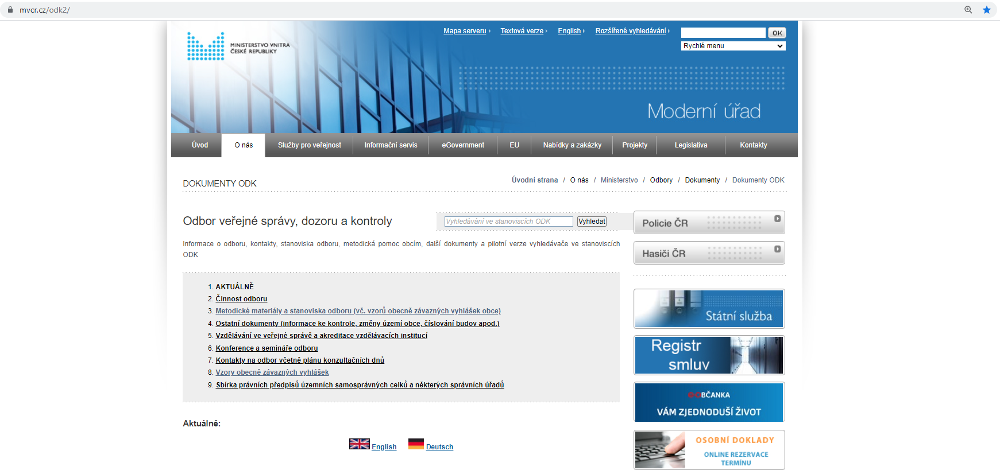 mvcr.cz/odk2/
MINISTERSTVO VNITRA
ČESKÉ REPUBLIKY
Mapa serveru
Textová verze
English
Rozšířené vyhledávání
OK
Rychlé menu
Moderní úřad
Úvod
O nás
Služby pro veřejnost
Informační servis
eGovernment
EU
Nabídky a zakázky
Projekty
Legislativa
Kontakty
DOKUMENTY ODK
Úvodní strana / O nás / Ministerstvo / Odbory / Dokumenty / Dokumenty ODK
Odbor veřejné správy, dozoru a kontroly
Vyhledávání ve stanoviscích ODK
Vyhledat
Informace o odboru, kontakty, stanoviska odboru, metodická pomoc obcím, další dokumenty a pilotní verze vyhledávače ve stanoviscích
ODK
1. AKTUÁLNĚ
2. Činnost odboru
3. Metodické materiály a stanoviska odboru (vč. vzorů obecně závazných vyhlášek obce)
4. Ostatní dokumenty (informace ke kontrole, změny území obce, číslování budov apod.)
5. Vzdělávání ve veřejné správě a akreditace vzdělávacích institucí
6. Konference a semináře odboru
7. Kontakty na odbor včetně plánu konzultačních dnů
8. Vzory obecně závazných vyhlášek
9. Sbírka právních předpisů územních samosprávných celků a některých správních úřadů
Aktuálně:
English
Deutsch
Policie ČR
Hasiči ČR
Státní služba
Registr
smluv
e-OBČANKA
VÁM ZJEDNODUŠÍ ŽIVOT
OSOBNÍ DOKLADY
ONLINE REZERVACE
TERMÍNU